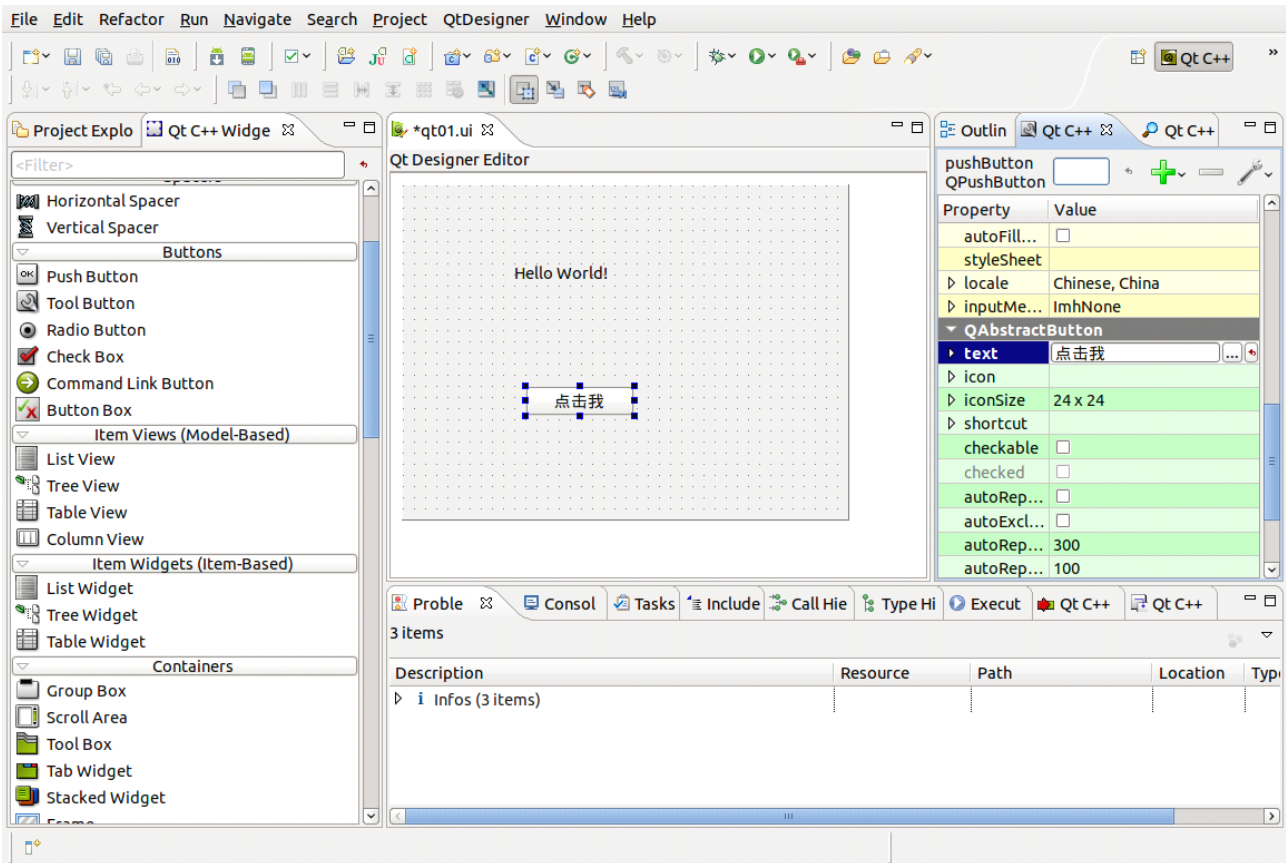 File Edit Refactor Run Navigate Search Project QtDesigner Window Help
Qt C++ »
Project Explo Qt C++ Widge
*qt01.ui
Outlin Qt C++ Qt C++
<Filter>
Horizontal Spacer
Vertical Spacer
Buttons
Push Button
Tool Button
Radio Button
Check Box
Command Link Button
Button Box
Item Views (Model-Based)
List View
Tree View
Table View
Column View
Item Widgets (Item-Based)
List Widget
Tree Widget
Table Widget
Containers
Group Box
Scroll Area
Tool Box
Tab Widget
Stacked Widget
Qt Designer Editor
Hello World!
点击我
pushButton
QPushButton
Property Value
autoFill...
styleSheet
locale Chinese, China
inputMe... ImhNone
QAbstractButton
text 点击我 ...
icon
iconSize 24 x 24
shortcut
checkable
checked
autoRep...
autoExcl...
autoRep... 300
autoRep... 100
Proble Consol Tasks Include Call Hie Type Hi Execut Qt C++ Qt C++
3 items
Description Resource Path Location Type
Infos (3 items)